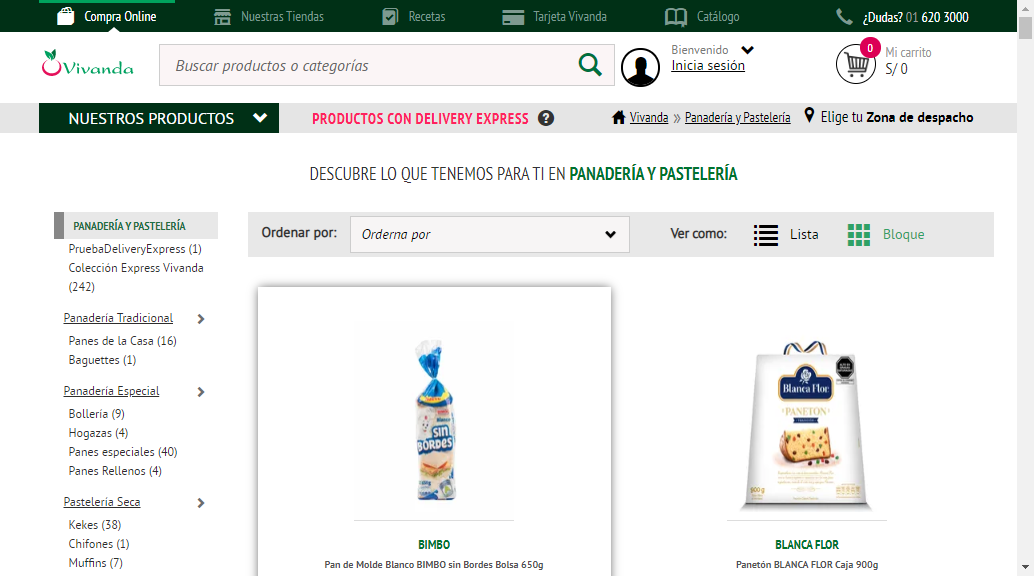 Compra Online
Nuestras Tiendas
Recetas
Tarjeta Vivanda
Catálogo
¿Dudas? 01 620 3000
Vivanda
Buscar productos o categorías
Bienvenido
Inicia sesión
0
Mi carrito
S/ 0
NUESTROS PRODUCTOS
PRODUCTOS CON DELIVERY EXPRESS ?
Vivanda » Panadería y Pastelería
Elige tu Zona de despacho
DESCUBRE LO QUE TENEMOS PARA TI EN PANADERÍA Y PASTELERÍA
PANADERÍA Y PASTELERÍA
PruebaDeliveryExpress (1)
Colección Express Vivanda
(242)
Panadería Tradicional
Panes de la Casa (16)
Baguettes (1)
Panadería Especial
Bollería (9)
Hogazas (4)
Panes especiales (40)
Panes Rellenos (4)
Pastelería Seca
Kekes (38)
Chifones (1)
Muffins (7)
Ordenar por:
Orderna por
Ver como:
Lista
Bloque
SIN
BORDES
BIMBO
Pan de Molde Blanco BIMBO sin Bordes Bolsa 650g
Blanca Flor
PANETON
900g
BLANCA FLOR
Panetón BLANCA FLOR Caja 900g